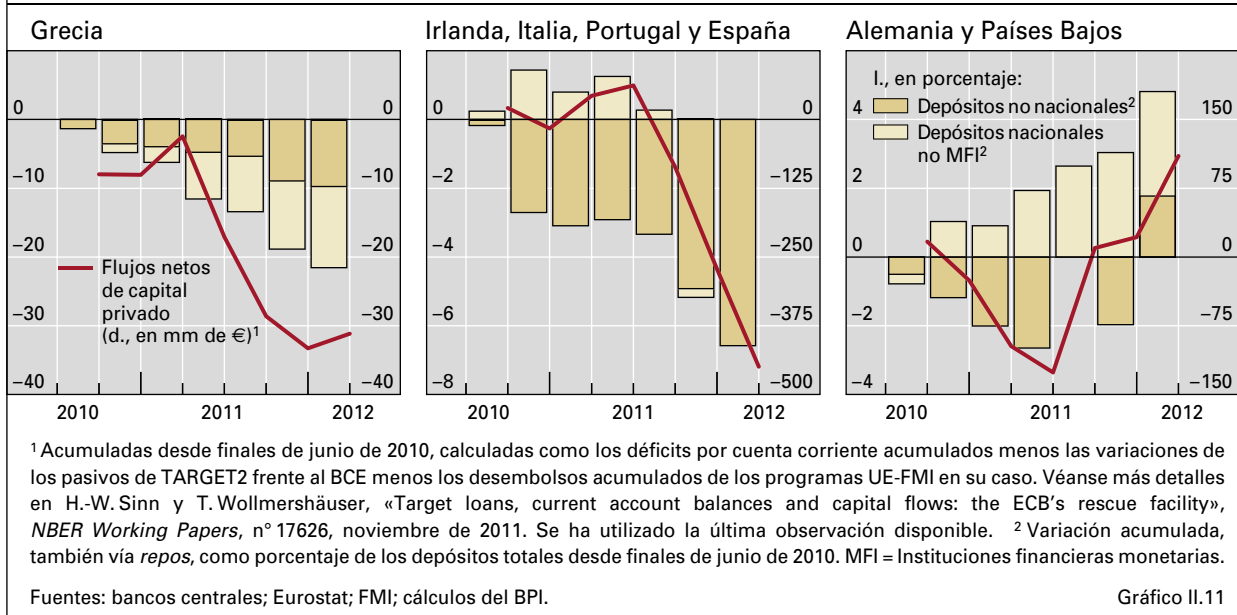 Grecia
Irlanda, Italia, Portugal y España
Alemania y Países Bajos
0
–10
–20
–30
–40
0
–10
–20
–30
–40
Flujos netos
de capital
privado
(d., en mm de €)¹
2010 2011 2012
0
–2
–4
–6
–8
0
–125
–250
–375
–500
2010 2011 2012
I., en porcentaje:
Depósitos no nacionales²
Depósitos nacionales
no MFI²
4
2
0
–2
–4
150
75
0
–75
–150
2010 2011 2012
¹ Acumuladas desde finales de junio de 2010, calculadas como los déficits por cuenta corriente acumulados menos las variaciones de
los pasivos de TARGET2 frente al BCE menos los desembolsos acumulados de los programas UE-FMI en su caso. Véanse más detalles
en H.-W. Sinn y T. Wollmershäuser, «Target loans, current account balances and capital flows: the ECB's rescue facility»,
NBER Working Papers, n° 17626, noviembre de 2011. Se ha utilizado la última observación disponible. ² Variación acumulada,
también vía repos, como porcentaje de los depósitos totales desde finales de junio de 2010. MFI = Instituciones financieras monetarias.
Fuentes: bancos centrales; Eurostat; FMI; cálculos del BPI.
Gráfico II.11